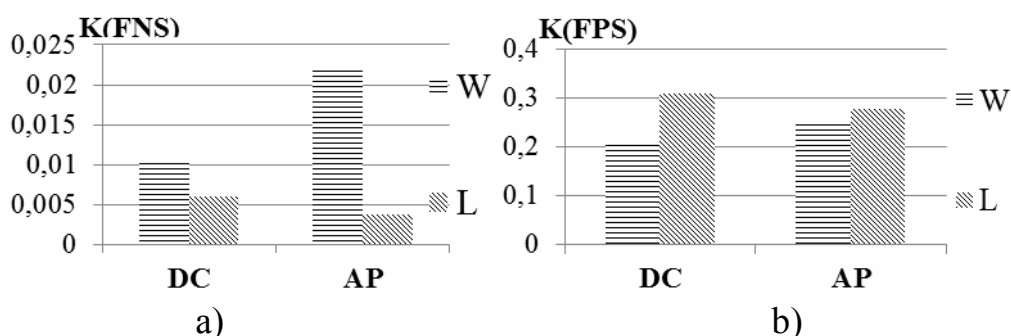 K(FNS)
0,025
0,02
0,015
0,01
0,005
0
DC AP
W
L
a)
K(FPS)
0,4
0,3
0,2
0,1
0
DC AP
W
L
b)